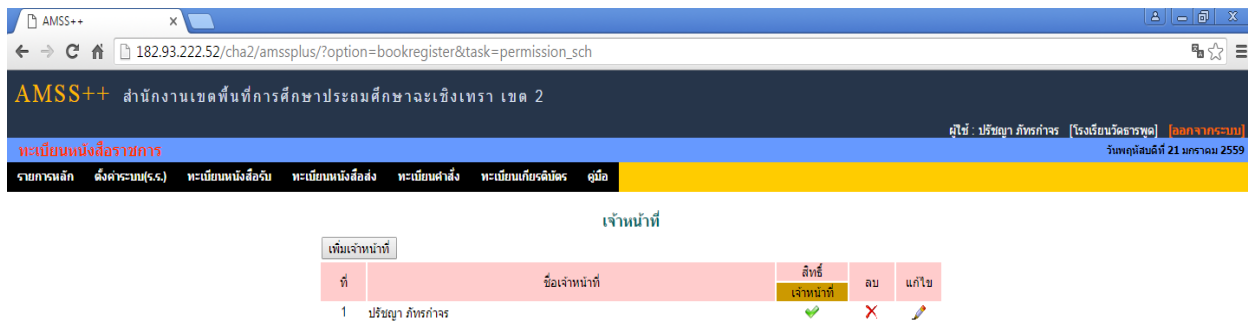 AMSS++
182.93.222.52/cha2/amssplus/?option=bookregister&task=permission_sch
AMSS++ สำนักงานเขตพื้นที่การศึกษาประถมศึกษาฉะเชิงเทรา เขต 2
ผู้ใช้ : ปรัชญา ภัทรกำจร [โรงเรียนวัดธารพูด] [ออกจากระบบ]
ทะเบียนหนังสือราชการ วันพฤหัสบดีที่ 21 มกราคม 2559
รายการหลัก ตั้งค่าระบบ(ร.ร.) ทะเบียนหนังสือรับ ทะเบียนหนังสือส่ง ทะเบียนคำสั่ง ทะเบียนเกียรติบัตร คู่มือ
เจ้าหน้าที่
เพิ่มเจ้าหน้าที่
ที่ ชื่อเจ้าหน้าที่ สิทธิ์ ลบ แก้ไข
เจ้าหน้าที่
1 ปรัชญา ภัทรกำจร